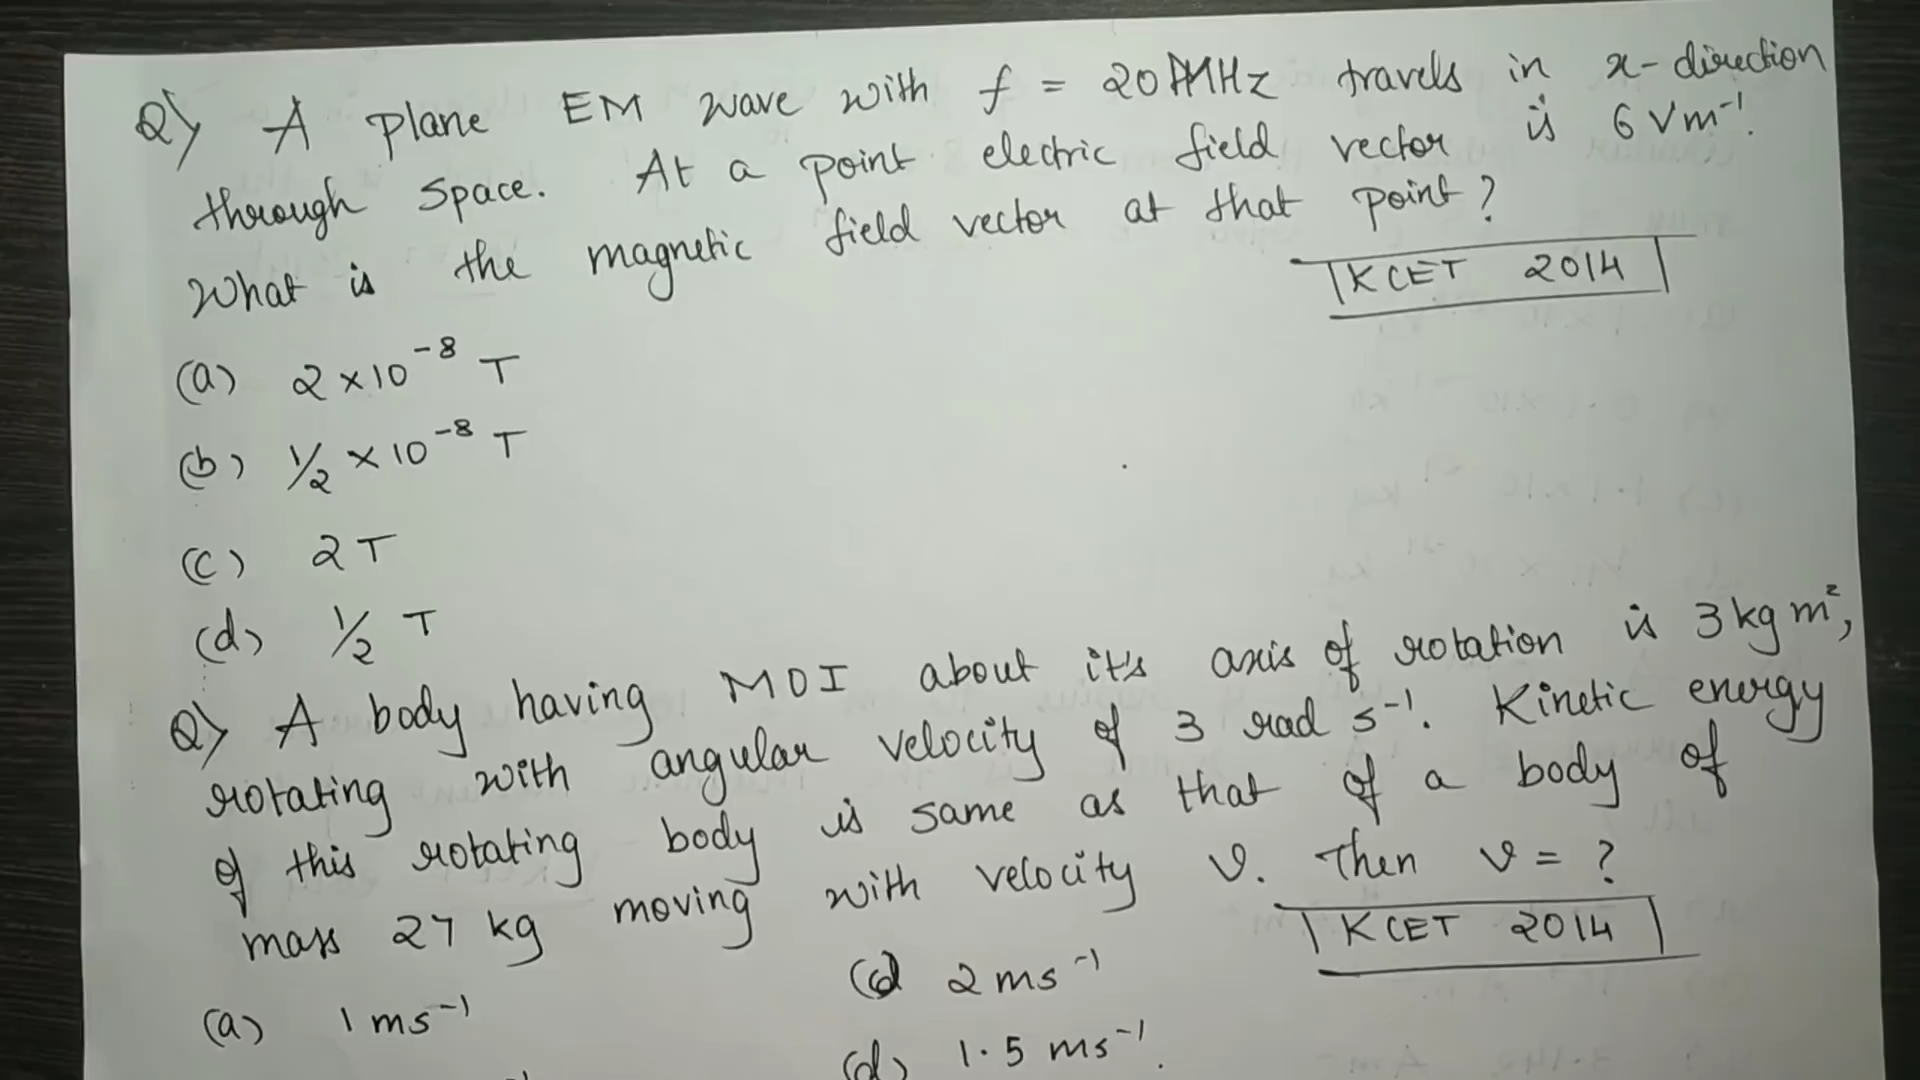 Q) A plane EM wave with f = 20 MHz travels in x-direction
through space. At a point electric field vector is 6 Vm⁻¹.
What is the magnetic field vector at that point?
KCET 2014
(a) 2 × 10⁻⁸ T
(b) 1/2 × 10⁻⁸ T
(c) 2 T
(d) 1/2 T
Q) A body having MOI about it's axis of rotation is 3 kg m²,
rotating with angular velocity of 3 rad s⁻¹. Kinetic energy
of this rotating body is same as that of a body of
mass 27 kg moving with velocity v. Then v = ?
KCET 2014
(a) 1 ms⁻¹
(c) 2 ms⁻¹
(d) 1.5 ms⁻¹.